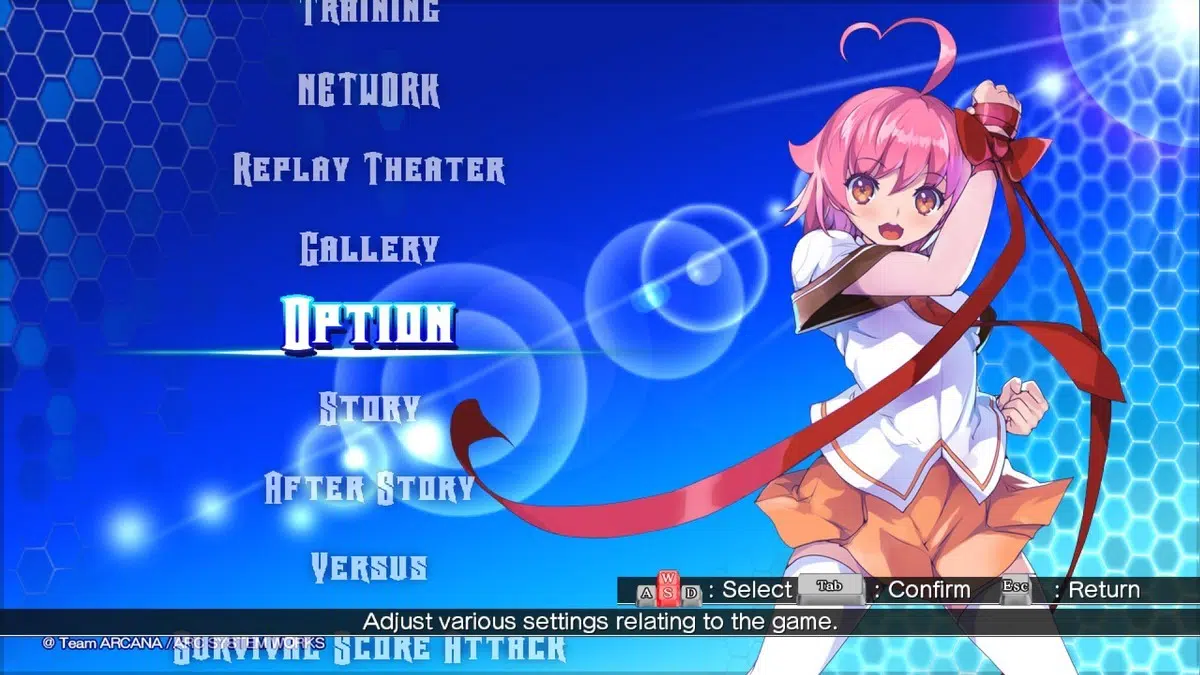 TRAINING
NETWORK
REPLAY THEATER
GALLERY
OPTION
STORY
AFTER STORY
VERSUS
A W S D : Select Tab : Confirm Esc : Return
Adjust various settings relating to the game.
@ Team ARCANA / ARC SYSTEM WORKS
SURVIVAL SCORE ATTACK